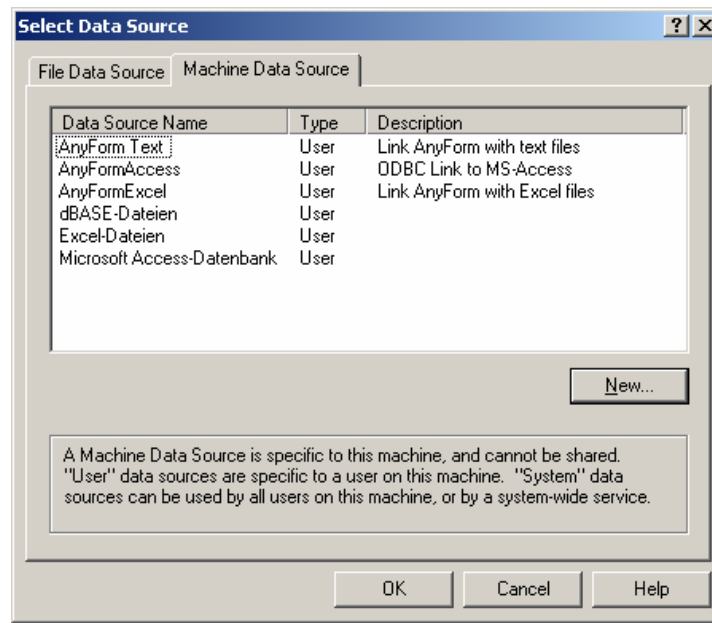 Select Data Source
File Data Source Machine Data Source
Data Source Name Type Description
AnyForm Text User Link AnyForm with text files
AnyFormAccess User ODBC Link to MS-Access
AnyFormExcel User Link AnyForm with Excel files
dBASE-Dateien User
Excel-Dateien User
Microsoft Access-Datenbank User
New...
A Machine Data Source is specific to this machine, and cannot be shared.
"User" data sources are specific to a user on this machine. "System" data
sources can be used by all users on this machine, or by a system-wide service.
OK Cancel Help